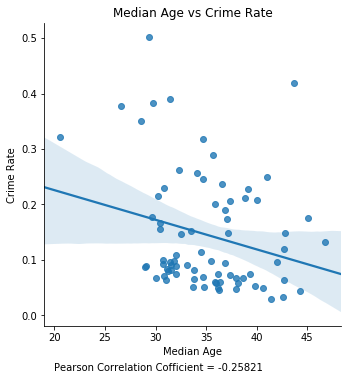 Median Age vs Crime Rate
0.5
0.4
0.3
0.2
0.1
0.0
Crime Rate
20 25 30 35 40 45
Median Age
Pearson Correlation Cofficient = -0.25821